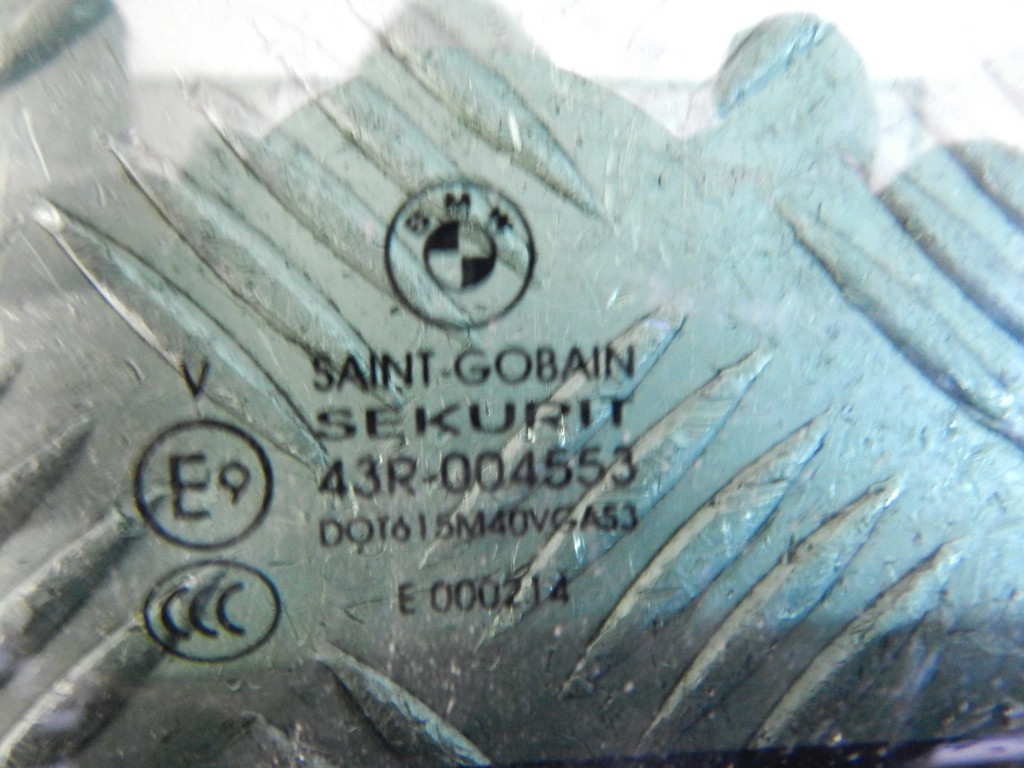 BMW
SAINT-GOBAIN
V
SEKURIT
43R-004553
E9
DOT615M40VGA53
E 000214
CCC